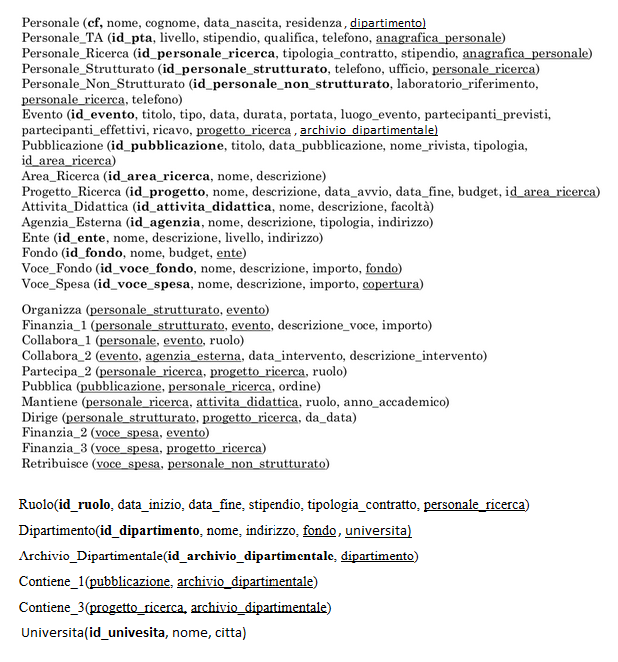 Personale (cf, nome, cognome, data_nascita, residenza, dipartimento)
Personale_TA (id_pta, livello, stipendio, qualifica, telefono, anagrafica_personale)
Personale_Ricerca (id_personale_ricerca, tipologia_contratto, stipendio, anagrafica_personale)
Personale_Strutturato (id_personale_strutturato, telefono, ufficio, personale_ricerca)
Personale_Non_Strutturato (id_personale_non_strutturato, laboratorio_riferimento,
personale_ricerca, telefono)
Evento (id_evento, titolo, tipo, data, durata, portata, luogo_evento, partecipanti_previsti,
partecipanti_effettivi, ricavo, progetto_ricerca , archivio_dipartimentale)
Pubblicazione (id_pubblicazione, titolo, data_pubblicazione, nome_rivista, tipologia,
id_area_ricerca)
Area_Ricerca (id_area_ricerca, nome, descrizione)
Progetto_Ricerca (id_progetto, nome, descrizione, data_avvio, data_fine, budget, id_area_ricerca)
Attivita_Didattica (id_attivita_didattica, nome, descrizione, facoltà)
Agenzia_Esterna (id_agenzia, nome, descrizione, tipologia, indirizzo)
Ente (id_ente, nome, descrizione, livello, indirizzo)
Fondo (id_fondo, nome, budget, ente)
Voce_Fondo (id_voce_fondo, nome, descrizione, importo, fondo)
Voce_Spesa (id_voce_spesa, nome, descrizione, importo, copertura)
Organizza (personale_strutturato, evento)
Finanzia_1 (personale_strutturato, evento, descrizione_voce, importo)
Collabora_1 (personale, evento, ruolo)
Collabora_2 (evento, agenzia_esterna, data_intervento, descrizione_intervento)
Partecipa_2 (personale_ricerca, progetto_ricerca, ruolo)
Pubblica (pubblicazione, personale_ricerca, ordine)
Mantiene (personale_ricerca, attivita_didattica, ruolo, anno_accademico)
Dirige (personale_strutturato, progetto_ricerca, da_data)
Finanzia_2 (voce_spesa, evento)
Finanzia_3 (voce_spesa, progetto_ricerca)
Retribuisce (voce_spesa, personale_non_strutturato)
Ruolo(id_ruolo, data_inizio, data_fine, stipendio, tipologia_contratto, personale_ricerca)
Dipartimento(id_dipartimento, nome, indirizzo, fondo , universita)
Archivio_Dipartimentale(id_archivio_dipartimentale, dipartimento)
Contiene_1(pubblicazione, archivio_dipartimentale)
Contiene_3(progetto_ricerca, archivio_dipartimentale)
Universita(id_univesita, nome, citta)